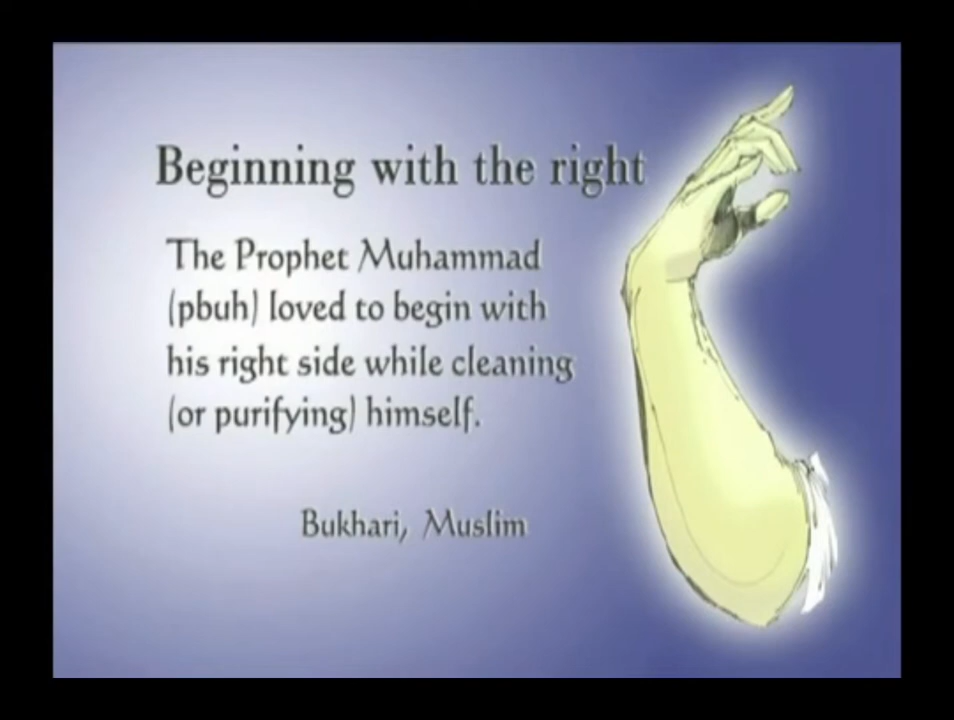 Beginning with the right
The Prophet Muhammad
(pbuh) loved to begin with
his right side while cleaning
(or purifying) himself.
Bukhari, Muslim